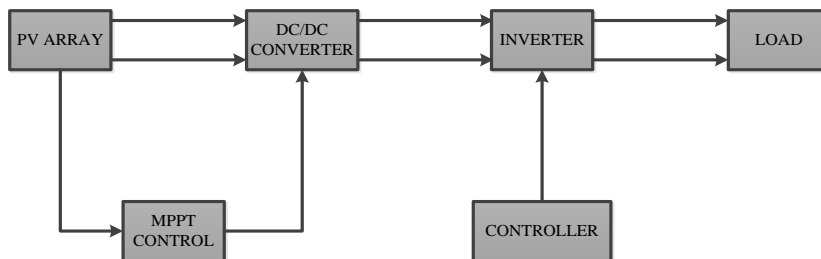 PV ARRAY
DC/DC
CONVERTER
INVERTER
LOAD
MPPT
CONTROL
CONTROLLER